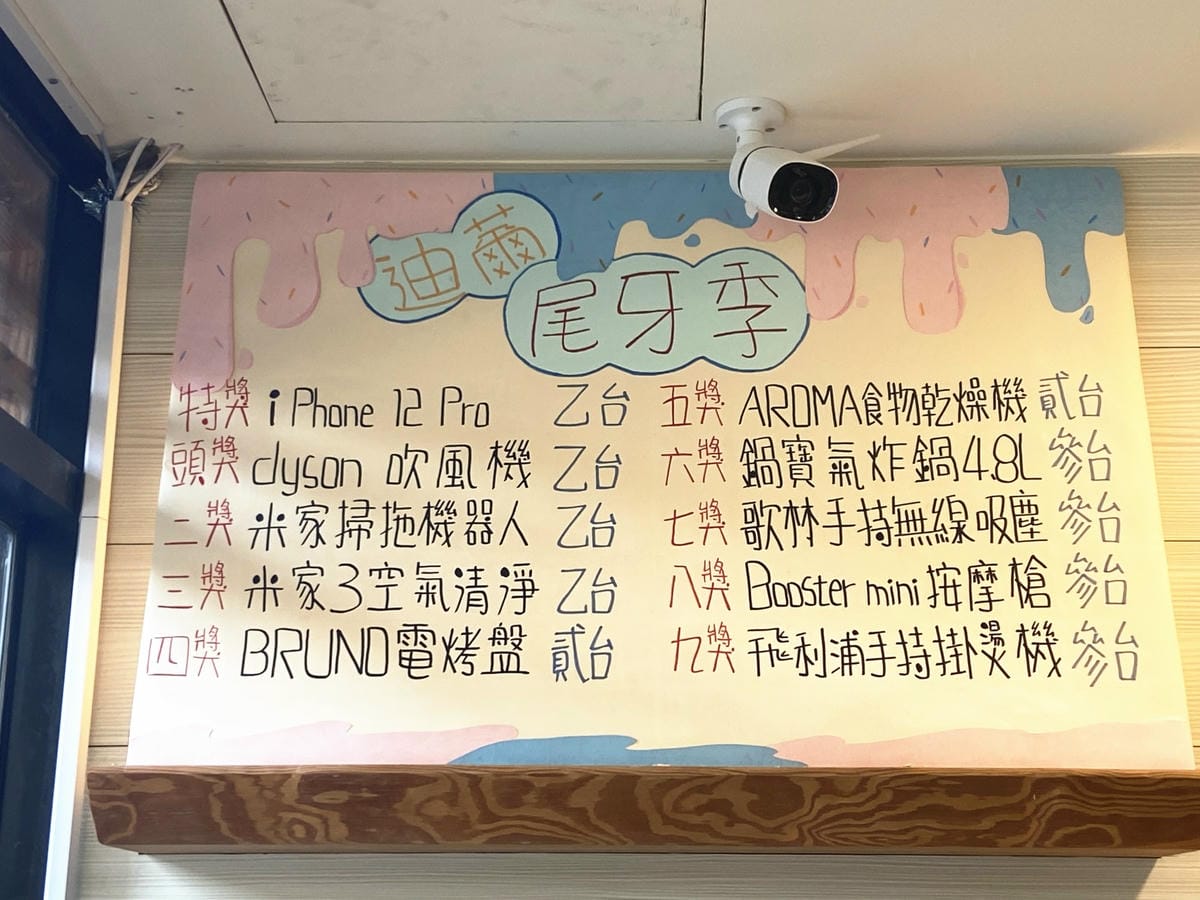 迪薾
尾牙季
特獎 iPhone 12 Pro 乙台
頭獎 dyson 吹風機 乙台
二獎 米家掃拖機器人 乙台
三獎 米家3空氣清淨 乙台
四獎 BRUNO電烤盤 貳台
五獎 AROMA食物乾燥機 貳台
六獎 鍋寶氣炸鍋4.8L 參台
七獎 歌林手持無線吸塵 參台
八獎 Booster mini 按摩槍 參台
九獎 飛利浦手持掛燙機 參台